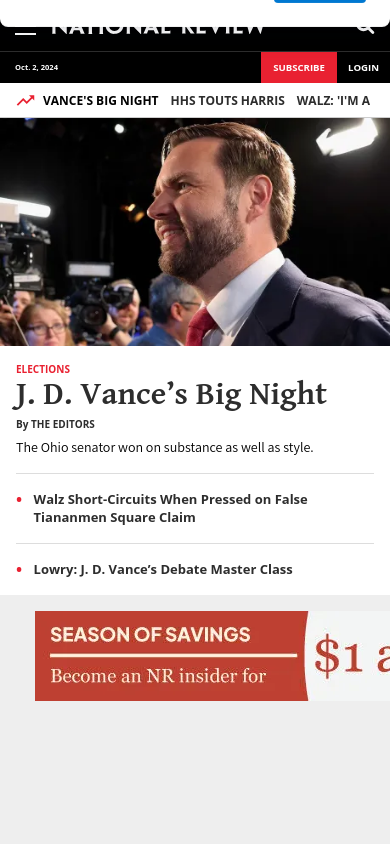 NATIONAL REVIEW
Oct. 2, 2024
SUBSCRIBE
LOGIN
VANCE'S BIG NIGHT HHS TOUTS HARRIS WALZ: 'I'M A
ELECTIONS
J. D. Vance’s Big Night
By THE EDITORS
The Ohio senator won on substance as well as style.
Walz Short-Circuits When Pressed on False
Tiananmen Square Claim
Lowry: J. D. Vance’s Debate Master Class
SEASON OF SAVINGS
Become an NR insider for
$1 a